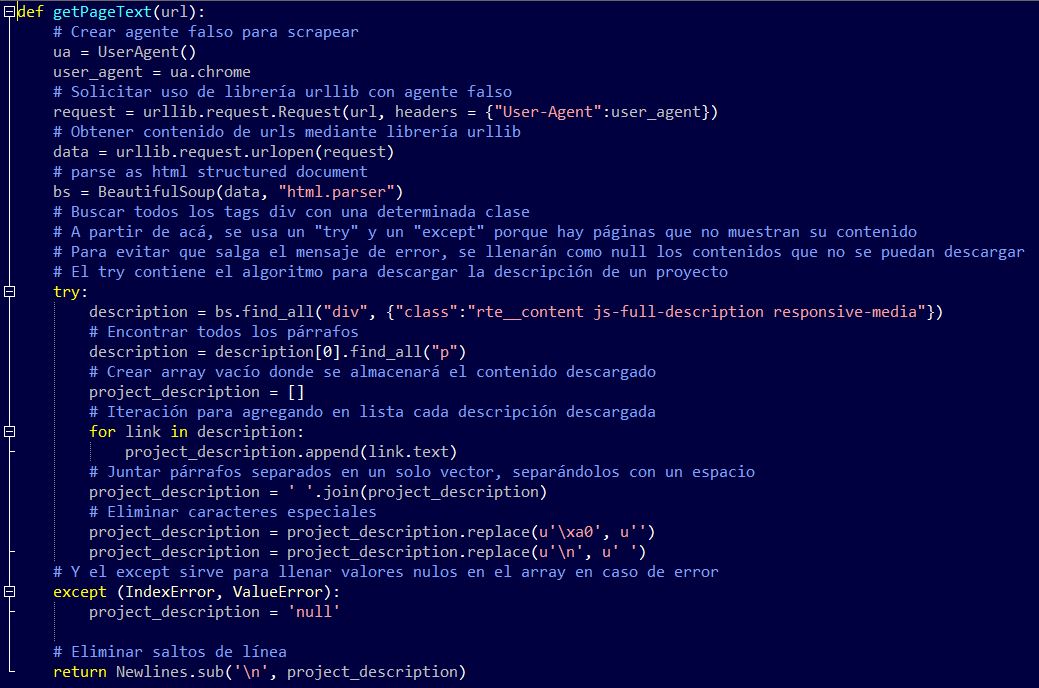 def getPageText(url):
    # Crear agente falso para scrapear
    ua = UserAgent()
    user_agent = ua.chrome
    # Solicitar uso de librería urllib con agente falso
    request = urllib.request.Request(url, headers = {"User-Agent":user_agent})
    # Obtener contenido de urls mediante librería urllib
    data = urllib.request.urlopen(request)
    # parse as html structured document
    bs = BeautifulSoup(data, "html.parser")
    # Buscar todos los tags div con una determinada clase
    # A partir de acá, se usa un "try" y un "except" porque hay páginas que no muestran su contenido
    # Para evitar que salga el mensaje de error, se llenarán como null los contenidos que no se puedan descargar
    # El try contiene el algoritmo para descargar la descripción de un proyecto
    try:
        description = bs.find_all("div", {"class":"rte__content js-full-description responsive-media"})
        # Encontrar todos los párrafos
        description = description[0].find_all("p")
        # Crear array vacío donde se almacenará el contenido descargado
        project_description = []
        # Iteración para agregando en lista cada descripción descargada
        for link in description:
            project_description.append(link.text)
        # Juntar párrafos separados en un solo vector, separándolos con un espacio
        project_description = ' '.join(project_description)
        # Eliminar caracteres especiales
        project_description = project_description.replace(u'\xa0', u'')
        project_description = project_description.replace(u'\n', u' ')
    # Y el except sirve para llenar valores nulos en el array en caso de error
    except (IndexError, ValueError):
        project_description = 'null'
    # Eliminar saltos de línea
    return Newlines.sub('\n', project_description)